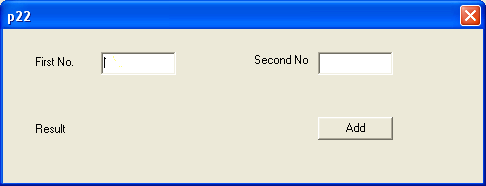 p22
First No.
Second No
Result
Add